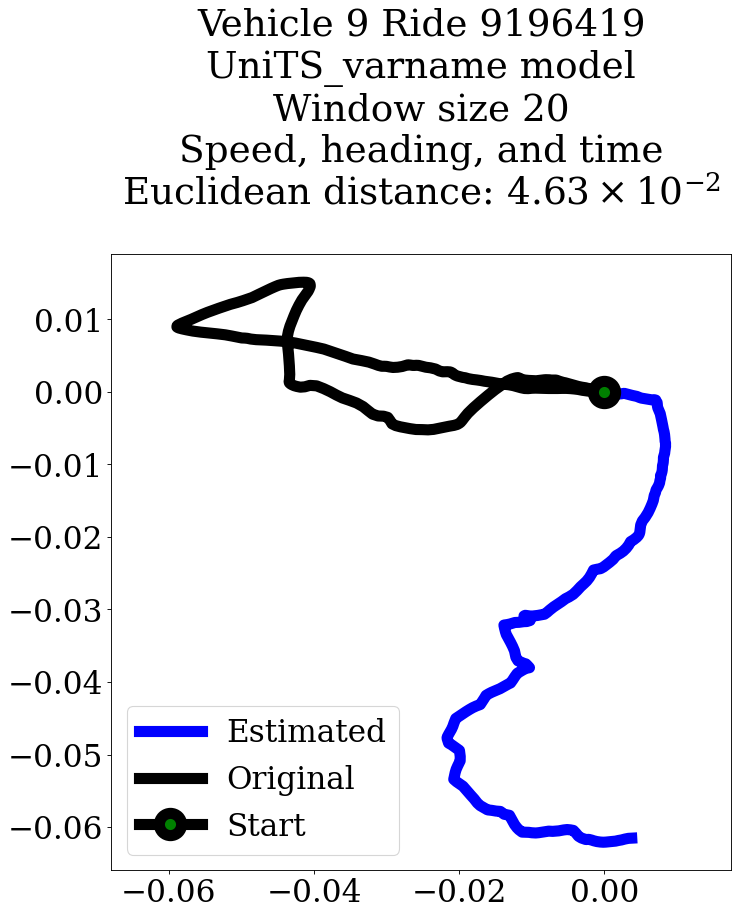 Vehicle 9 Ride 9196419
UniTS_varname model
Window size 20
Speed, heading, and time
Euclidean distance: 4.63 × 10⁻²
0.01
0.00
−0.01
−0.02
−0.03
−0.04
−0.05
−0.06
Estimated
Original
Start
−0.06
−0.04
−0.02
0.00